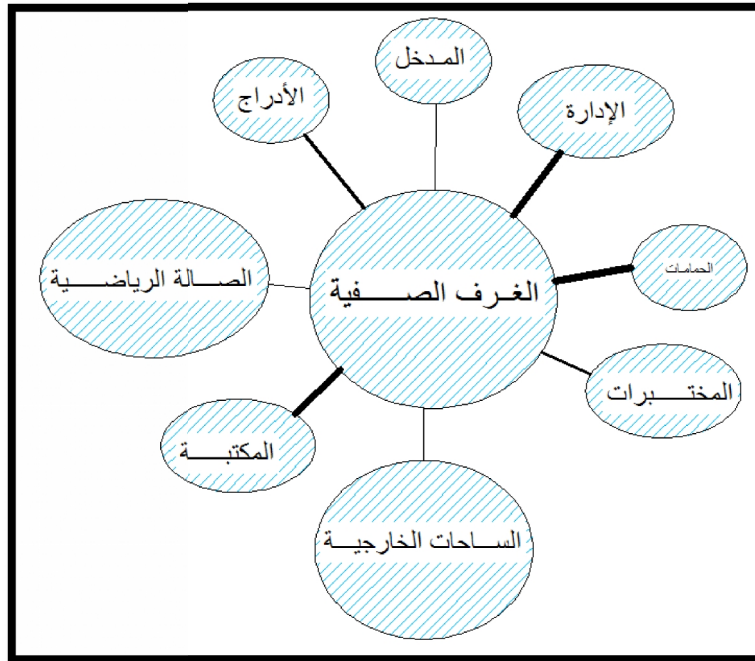 المدخل
الإدارة
الأدراج
الحمامات
الغرف الصفية
الصالة الرياضية
المختبرات
المكتبة
الساحات الخارجية